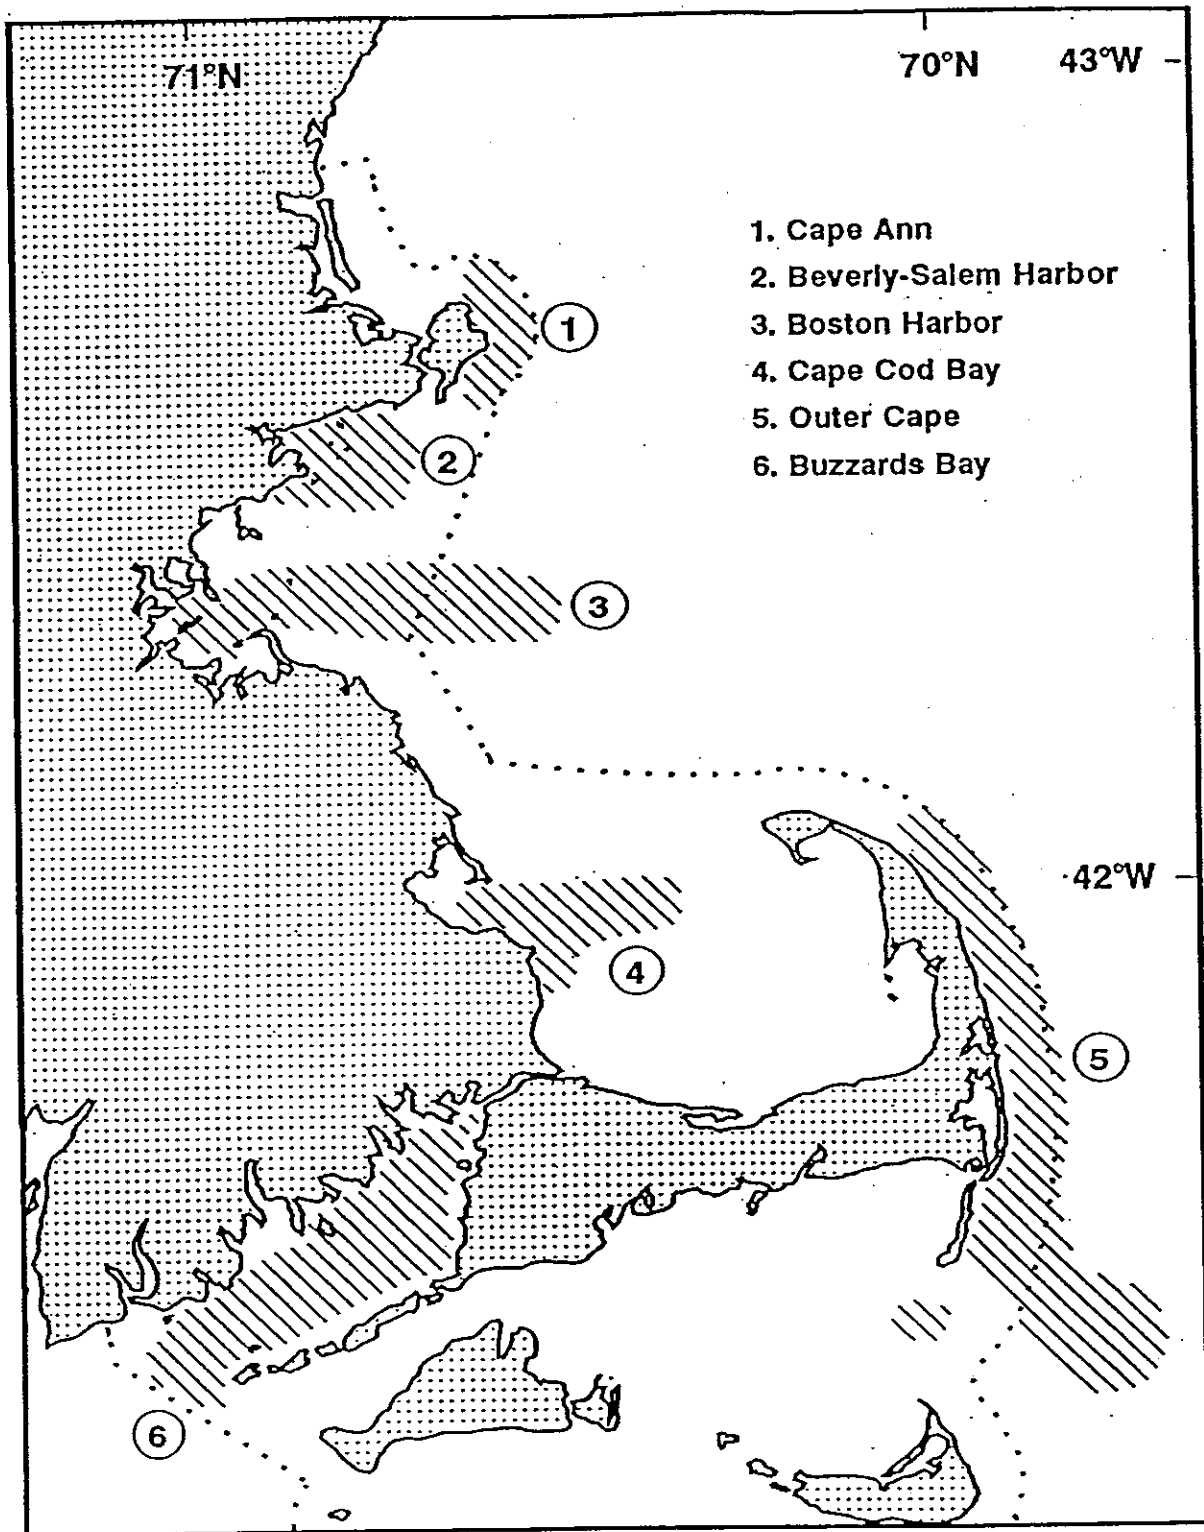 71°N
70°N
43°W
1. Cape Ann
2. Beverly-Salem Harbor
3. Boston Harbor
4. Cape Cod Bay
5. Outer Cape
6. Buzzards Bay
1
2
3
42°W
4
5
6